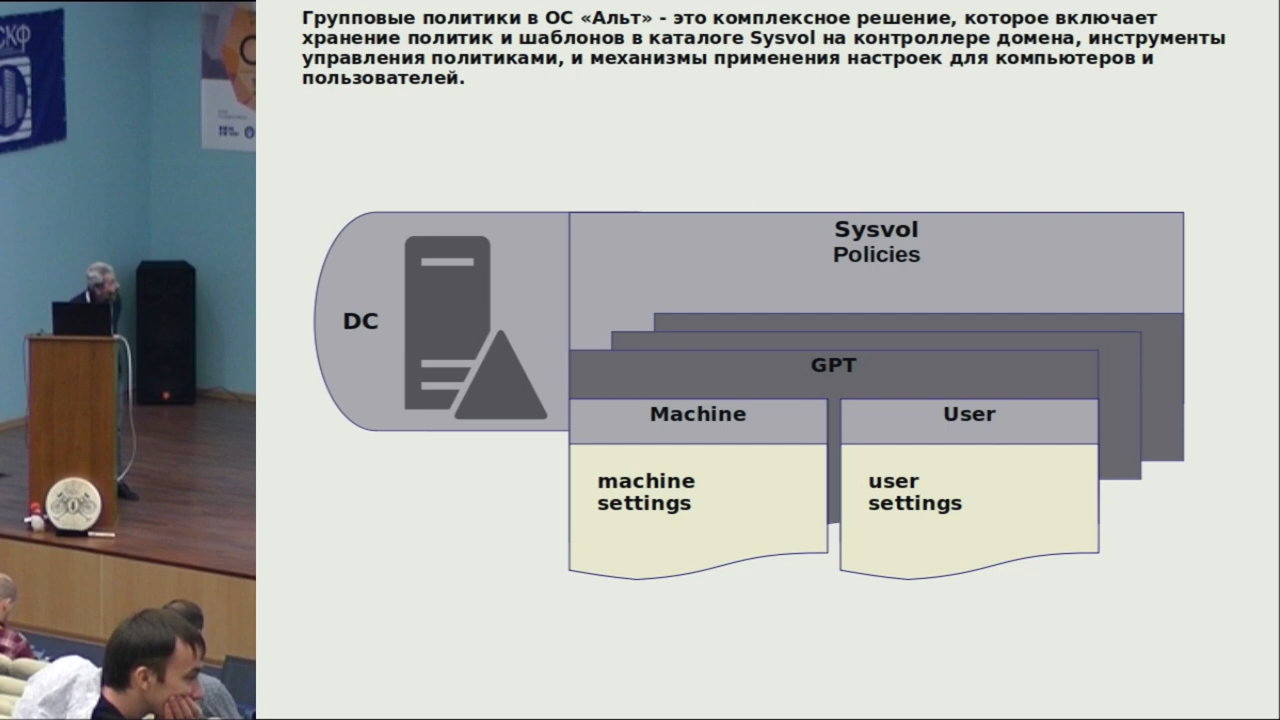 СКФ
Групповые политики в ОС «Альт» - это комплексное решение, которое включает
хранение политик и шаблонов в каталоге Sysvol на контроллере домена, инструменты
управления политиками, и механизмы применения настроек для компьютеров и
пользователей.
Sysvol
Policies
DC
GPT
Machine
User
machine
settings
user
settings